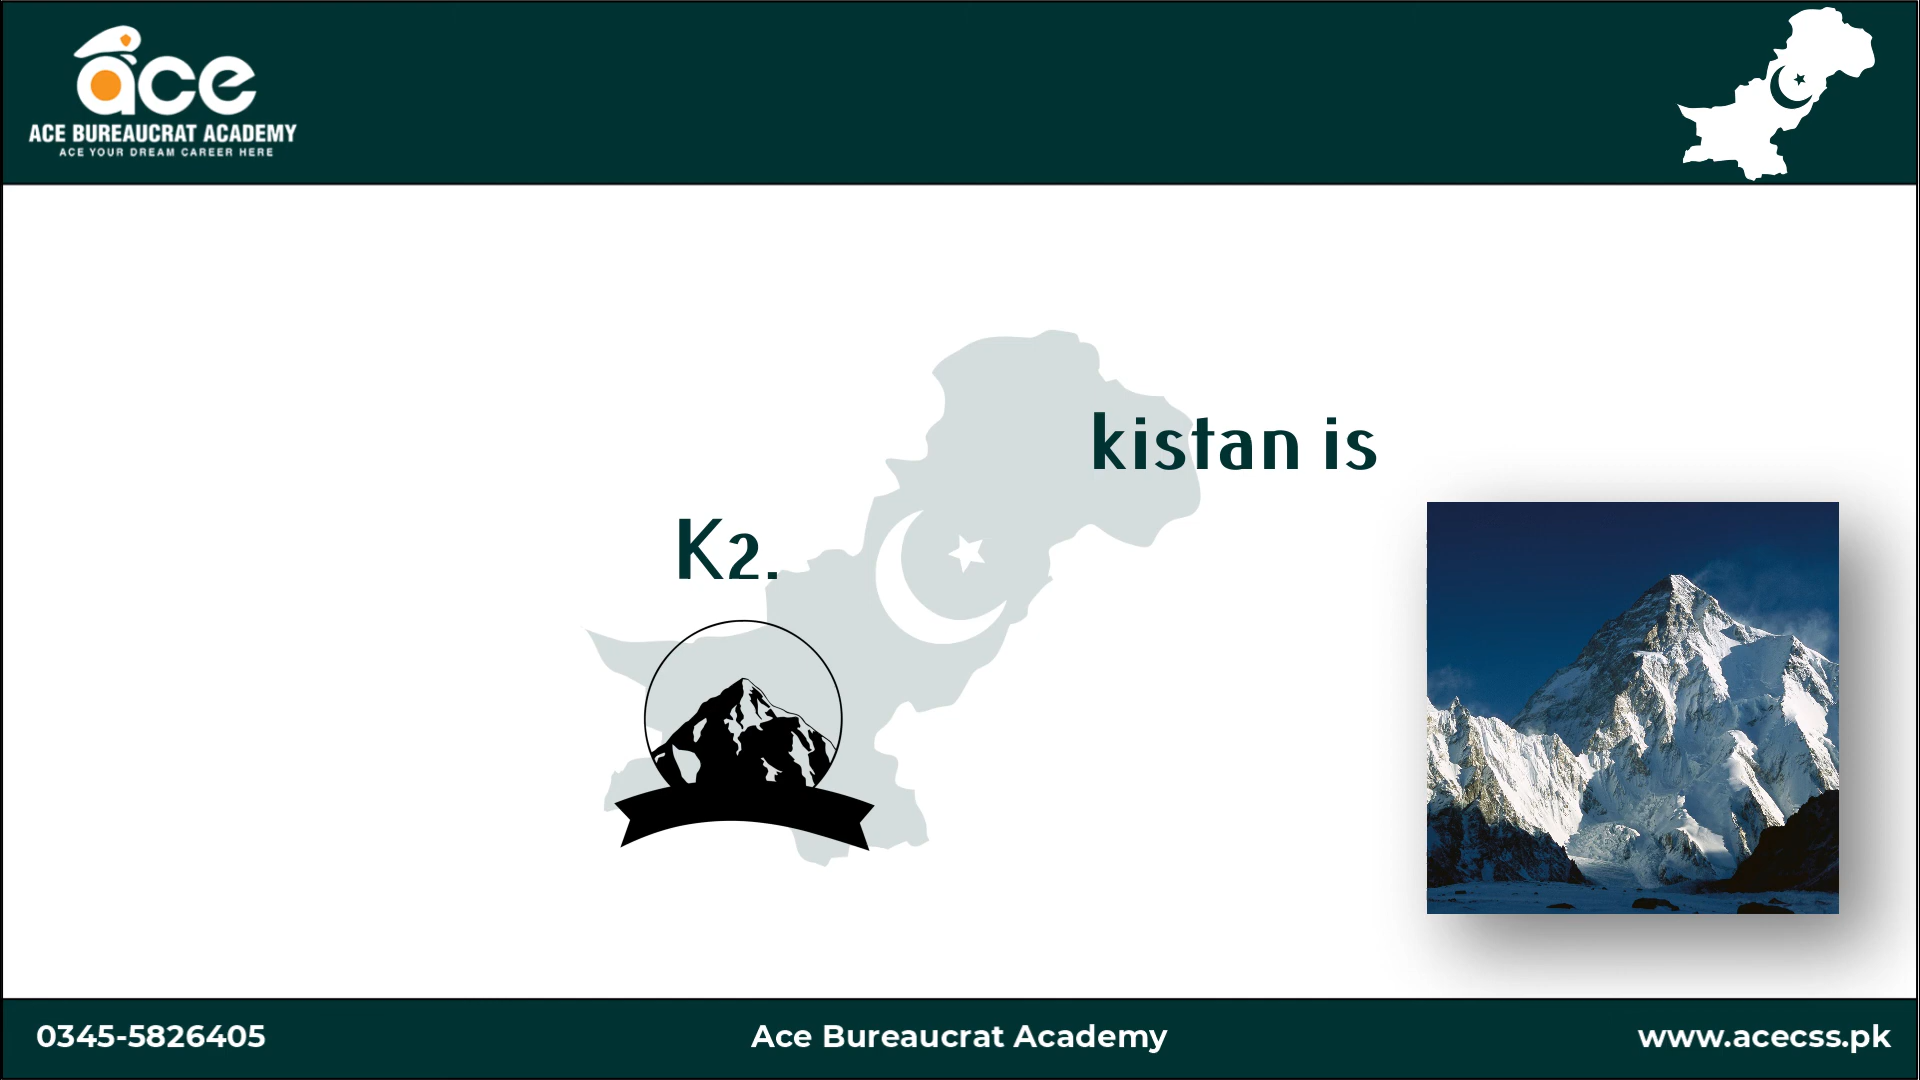 ace
ACE BUREAUCRAT ACADEMY
ACE YOUR DREAM CAREER HERE
kistan is
K2.
0345-5826405
Ace Bureaucrat Academy
www.acecss.pk